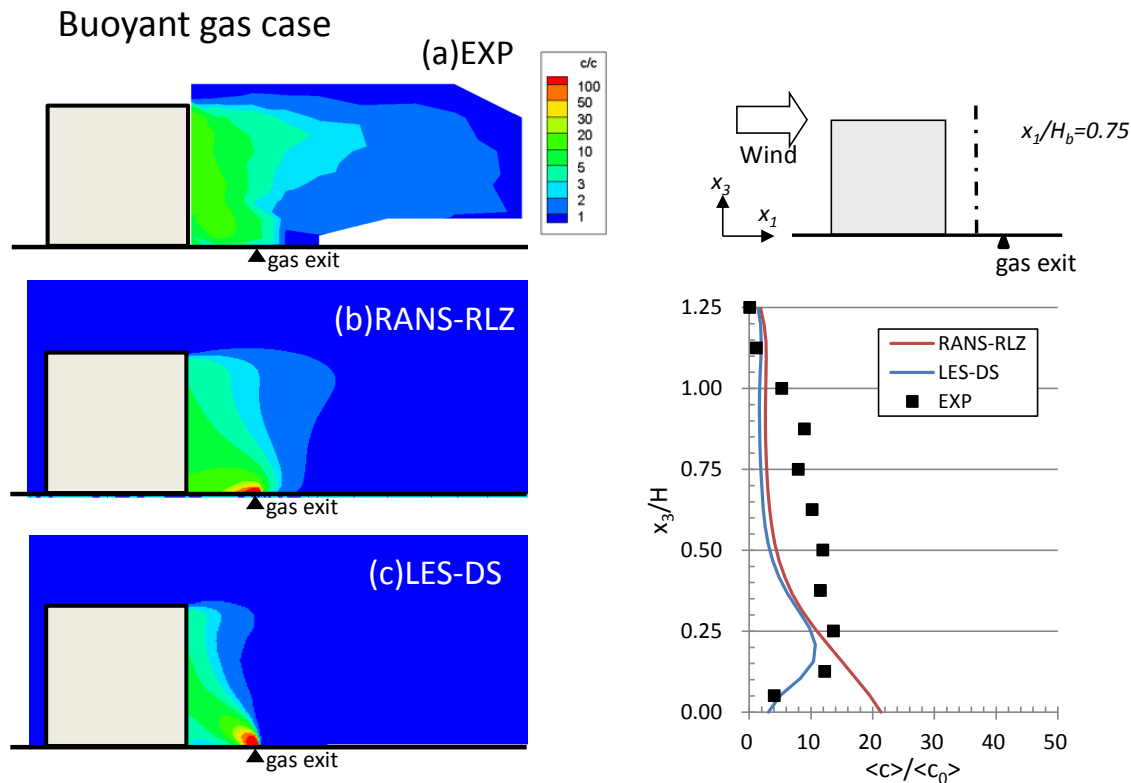 Buoyant gas case
(a)EXP
c/c
100
50
30
20
10
5
3
2
1
gas exit
(b)RANS-RLZ
gas exit
(c)LES-DS
gas exit
Wind
x1/Hb=0.75
x3
x1
gas exit
1.25
1.00
0.75
0.50
0.25
0.00
x3/H
RANS-RLZ
LES-DS
EXP
0 10 20 30 40 50
<c>/<c0>